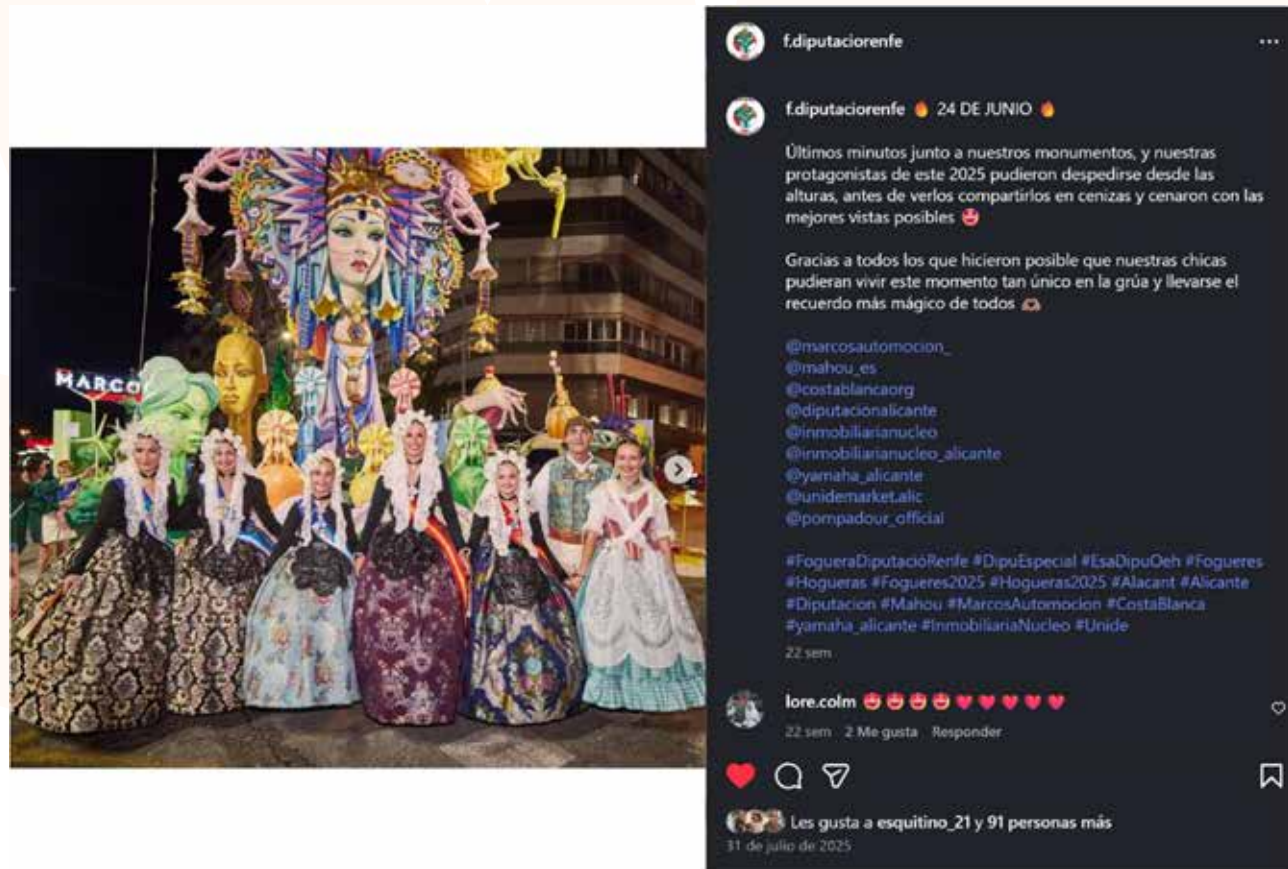 MARCO
f.diputaciorenfe
f.diputaciorenfe 🔥 24 DE JUNIO 🔥
Últimos minutos junto a nuestros monumentos, y nuestras
protagonistas de este 2025 pudieron despedirse desde las
alturas, antes de verlos compartirlos en cenizas y cenaron con las
mejores vistas posibles 🤩
Gracias a todos los que hicieron posible que nuestras chicas
pudieran vivir este momento tan único en la grúa y llevarse el
recuerdo más mágico de todos 🫶🏽
@marcosautomocion_
@mahou_es
@costablancaorg
@diputacionalicante
@inmobiliarianucleo
@inmobiliarianucleo_alicante
@yamaha_alicante
@unidemarket.alic
@pompadour_official
#FogueraDiputacióRenfe #DipuEspecial #EsaDipuOeh #Fogueres
#Hogueras #Fogueres2025 #Hogueras2025 #Alacant #Alicante
#Diputacion #Mahou #MarcosAutomocion #CostaBlanca
#yamaha_alicante #InmobiliariaNucleo #Unide
22 sem
lore.colm 🤩🤩🤩🤩❤️❤️❤️❤️❤️
22 sem 2 Me gusta Responder
Les gusta a esquitino_21 y 91 personas más
31 de julio de 2025